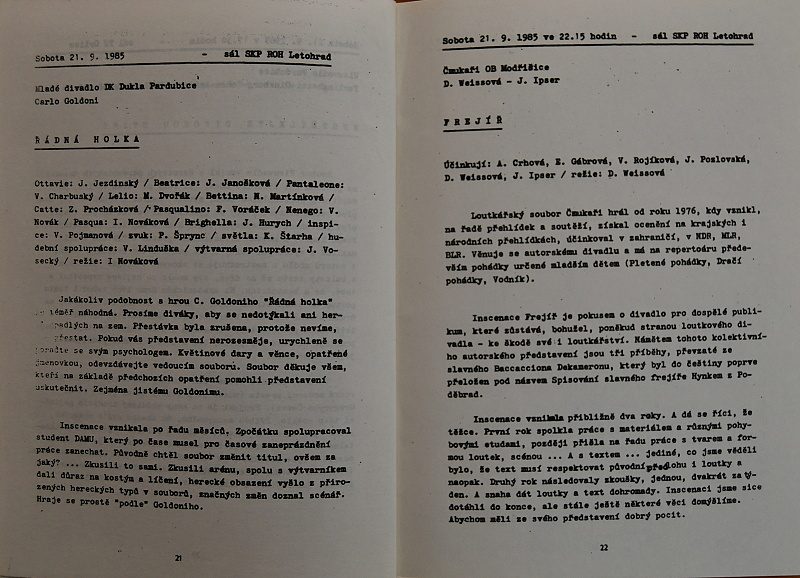 Sobota 21. 9. 1985 - sál SKP ROH Letohrad
Mladé divadlo DK Dukla Pardubice
Carlo Goldoni
ŘÁDNÁ HOLKA
Ottavie: J. Jezdinský / Beatrice: J. Janošková / Pantaleone:
V. Charbuský / Lelio: M. Dvořák / Bettina: M. Martínková /
Catte: Z. Procházková / Pasqualino: F. Voráček / Menego: V.
Novák / Pasqua: I. Nováková / Brighella: J. Hurych / inspi-
ce: V. Pojmanová / zvuk: P. Šprync / světla: K. Štarha / hu-
dební spolupráce: V. Linduška / výtvarná spolupráce: J. Vo-
secký / režie: I Nováková
Jakákoliv podobnost s hrou C. Goldoniho "Řádná holka"
je téměř náhodná. Prosíme diváky, aby se nedotýkali ani her-
padlých na zem. Přestávka byla zrušena, protože nevíme,
přestat. Pokud vás představení nerozesměje, urychleně se
poraďte se svým psychologem. Květinové dary a věnce, opatřené
jmenovkou, odevzdávejte vedoucím souboru. Soubor děkuje všem,
kteří na základě předchozích opatření pomohli představení
uskutečnit. Zejména jistému Goldonimu.
Inscenace vznikala po řadu měsíců. Zpočátku spolupracoval
student DAMU, který po čase musel pro časové zaneprázdnění
práce zanechat. Původně chtěl soubor změnit titul, ovšem za
jaký? ... Zkusili to sami. Zkusili arénu, spolu s výtvarníkem
dali důraz na kostým a líčení, herecké obsazení vyšlo z přiro-
zených hereckých typů v souboru, značných změn doznal scénář.
Hraje se prostě "podle" Goldoniho.
21
Sobota 21. 9. 1985 ve 22.15 hodin - sál SKP ROH Letohrad
Čmukaři OB Modřišice
D. Weissová - J. Ipser
FREJÍŘ
Účinkují: A. Crhová, E. Gábrová, V. Rojíková, J. Poslovská,
D. Weissová, J. Ipser / režie: D. Weissová
Loutkářský soubor Čmukaři hrál od roku 1976, kdy vznikl,
na řadě přehlídek a soutěží, získal ocenění na krajských i
národních přehlídkách, účinkoval v zahraničí, v NDR, MLR,
BLR. Věnuje se autorskému divadlu a má na repertoáru přede-
vším pohádky určené mladším dětem (Pletené pohádky, Dračí
pohádky, Vodník).
Inscenace Frejíř je pokusem o divadlo pro dospělé publi-
kum, které zůstává, bohužel, poněkud stranou loutkového di-
vadla - ke škodě své i loutkářství. Námětem tohoto kolektivní-
ho autorského představení jsou tři příběhy, převzaté ze
slavného Baccacciona Dekameronu, který byl do češtiny poprve
přeložen pod názvem Spisování slavného frejíře Hynkem z Po-
děbrad.
Inscenace vznikala přibližně dva roky. A dá se říci, že
těžce. První rok spolkla práce s materiálem a různými pohy-
bovými etudami, později přišla na řadu práce s tvarem a for-
mou loutek, scénou ... A s textem ... jediné, co jsme věděli
bylo, že text musí respektovat původní předlohu i loutky a
naopak. Druhý rok následovaly zkoušky, jednou, dvakrát za tý-
den. A snaha dát loutky a text dohromady. Inscenaci jsme sice
dotáhli do konce, ale stále ještě některé věci domýšlíme.
Abychom měli ze svého představení dobrý pocit.
22